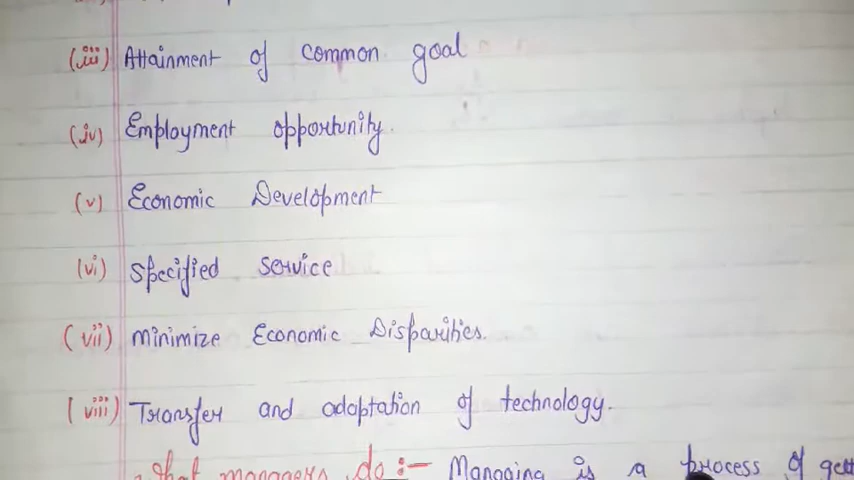 (iii) Attainment of common goal
(iv) Employment opportunity.
(v) Economic Development
(vi) Specified service
(vii) Minimize Economic Disparities.
(viii) Transfer and adaptation of technology.
managers do :- Managing is a process of